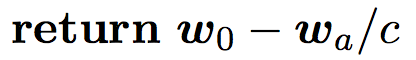 return w₀ − wₐ/c